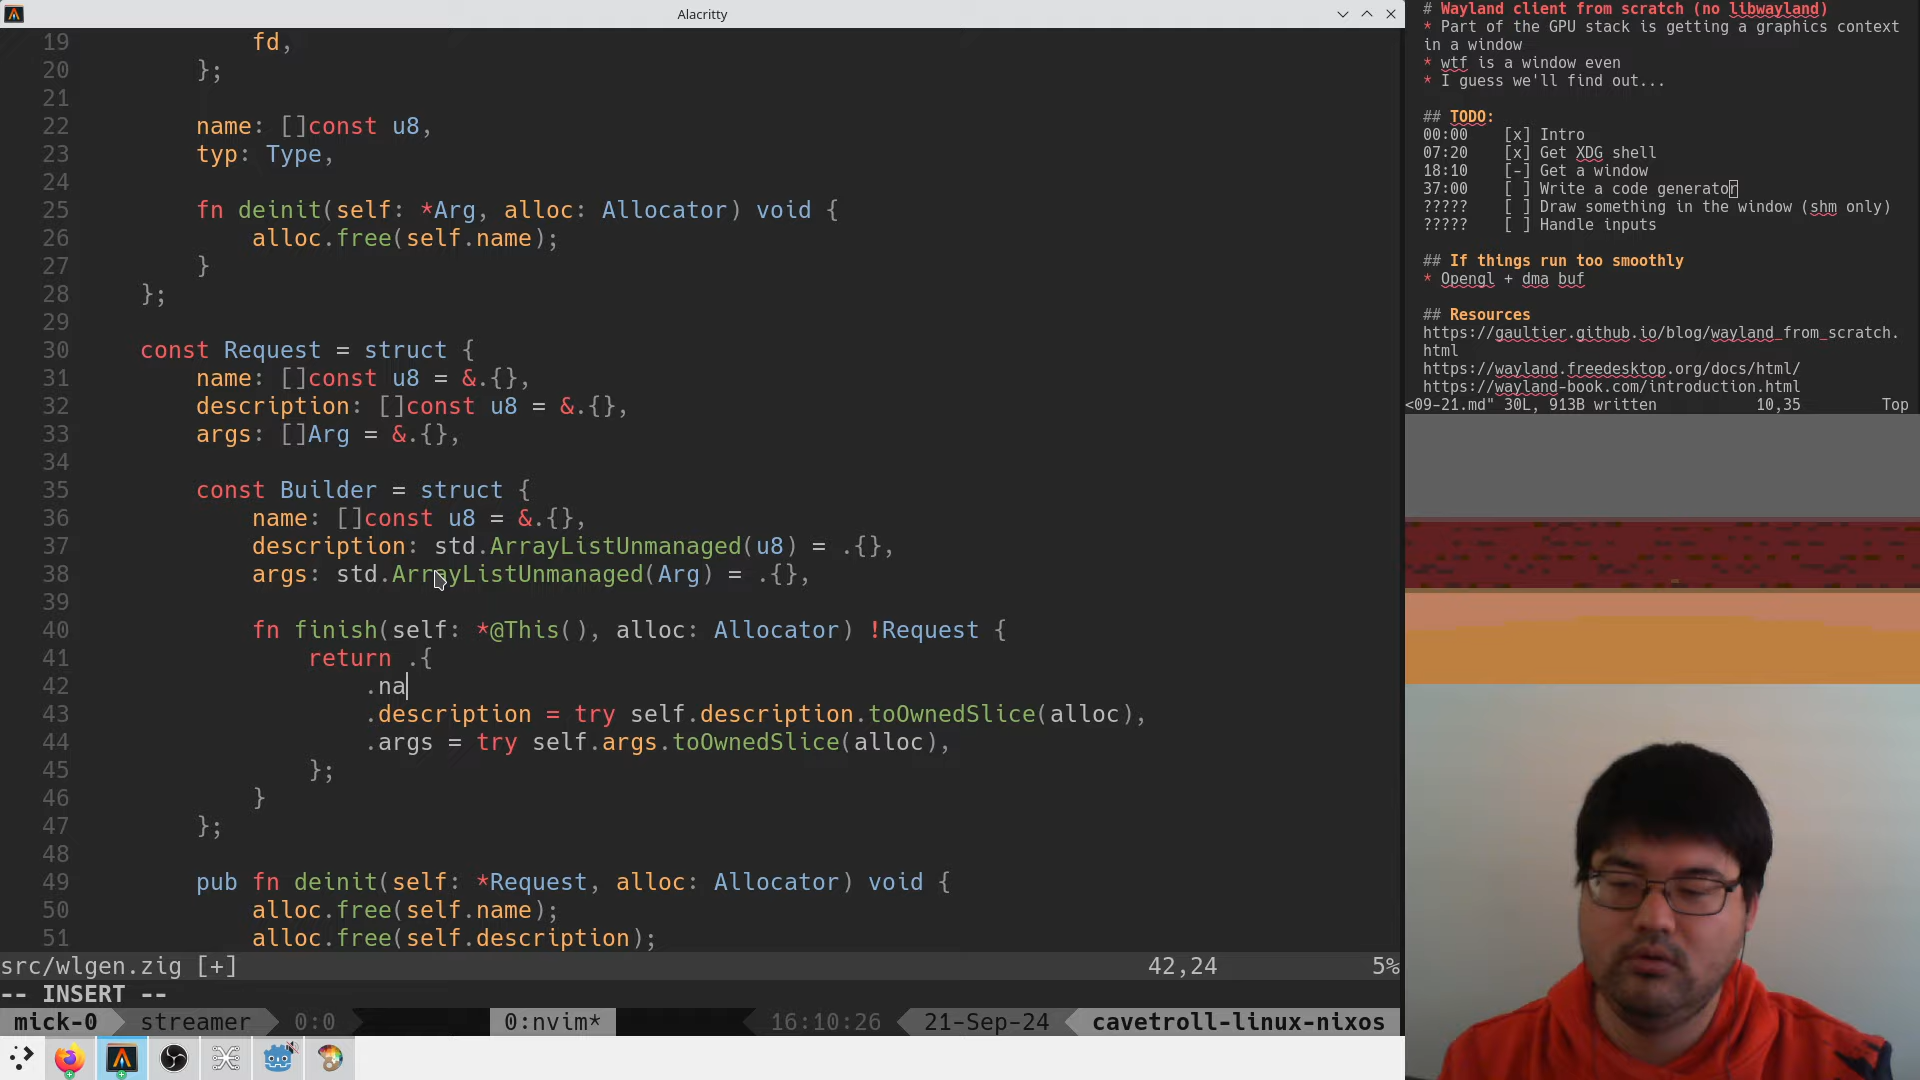 Alacritty
19 fd,
20 };
21
22 name: []const u8,
23 typ: Type,
24
25 fn deinit(self: *Arg, alloc: Allocator) void {
26 alloc.free(self.name);
27 }
28 };
29
30 const Request = struct {
31 name: []const u8 = &.{},
32 description: []const u8 = &.{},
33 args: []Arg = &.{},
34
35 const Builder = struct {
36 name: []const u8 = &.{},
37 description: std.ArrayListUnmanaged(u8) = .{},
38 args: std.ArrayListUnmanaged(Arg) = .{},
39
40 fn finish(self: *@This(), alloc: Allocator) !Request {
41 return .{
42 .na
43 .description = try self.description.toOwnedSlice(alloc),
44 .args = try self.args.toOwnedSlice(alloc),
45 };
46 }
47 };
48
49 pub fn deinit(self: *Request, alloc: Allocator) void {
50 alloc.free(self.name);
51 alloc.free(self.description);
src/wlgen.zig [+] 42,24 5%
-- INSERT --
mick-0 streamer 0:0 0:nvim* 16:10:26 21-Sep-24 cavetroll-linux-nixos
# Wayland client from scratch (no libwayland)
* Part of the GPU stack is getting a graphics context
in a window
* wtf is a window even
* I guess we'll find out...
## TODO:
00:00 [x] Intro
07:20 [x] Get XDG shell
18:10 [-] Get a window
37:00 [ ] Write a code generator
????? [ ] Draw something in the window (shm only)
????? [ ] Handle inputs
## If things run too smoothly
* Opengl + dma buf
## Resources
https://gaultier.github.io/blog/wayland_from_scratch.
html
https://wayland.freedesktop.org/docs/html/
https://wayland-book.com/introduction.html
<09-21.md" 30L, 913B written 10,35 Top